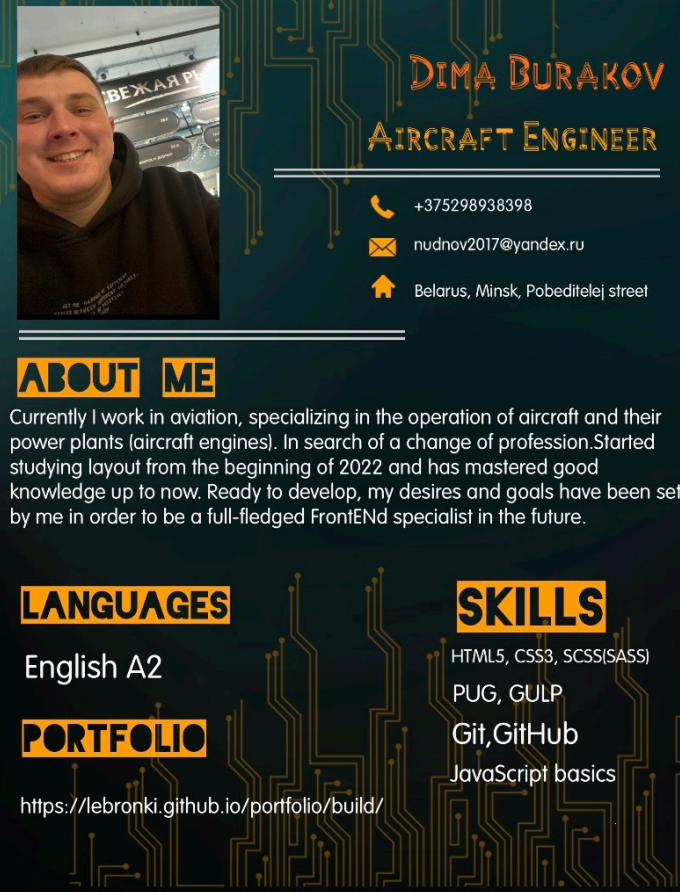 СВЕЖАЯ РЫ
DIMA BURAKOV
AIRCRAFT ENGINEER
+375298938398
nudnov2017@yandex.ru
Belarus, Minsk, Pobeditelej street
ABOUT ME
Currently I work in aviation, specializing in the operation of aircraft and their
power plants (aircraft engines). In search of a change of profession.Started
studying layout from the beginning of 2022 and has mastered good
knowledge up to now. Ready to develop, my desires and goals have been set
by me in order to be a full-fledged FrontENd specialist in the future.
LANGUAGES
English A2
PORTFOLIO
https://lebronki.github.io/portfolio/build/
SKILLS
HTML5, CSS3, SCSS(SASS)
PUG, GULP
Git,GitHub
JavaScript basics